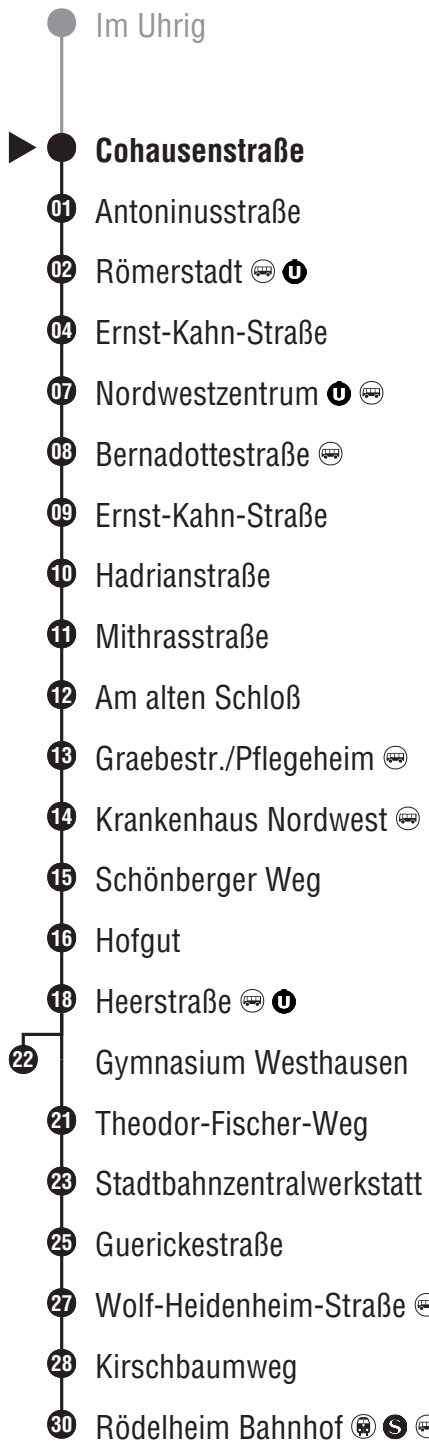 Im Uhrig
Cohausenstraße
01 Antoninusstraße
02 Römerstadt U
04 Ernst-Kahn-Straße
07 Nordwestzentrum U
08 Bernadottestraße
09 Ernst-Kahn-Straße
10 Hadrianstraße
11 Mithrasstraße
12 Am alten Schloß
13 Graebestr./Pflegeheim
14 Krankenhaus Nordwest
15 Schönberger Weg
16 Hofgut
18 Heerstraße U
22 Gymnasium Westhausen
21 Theodor-Fischer-Weg
23 Stadtbahnzentralwerkstatt
25 Guerickestraße
27 Wolf-Heidenheim-Straße
28 Kirschbaumweg
30 Rödelheim Bahnhof S